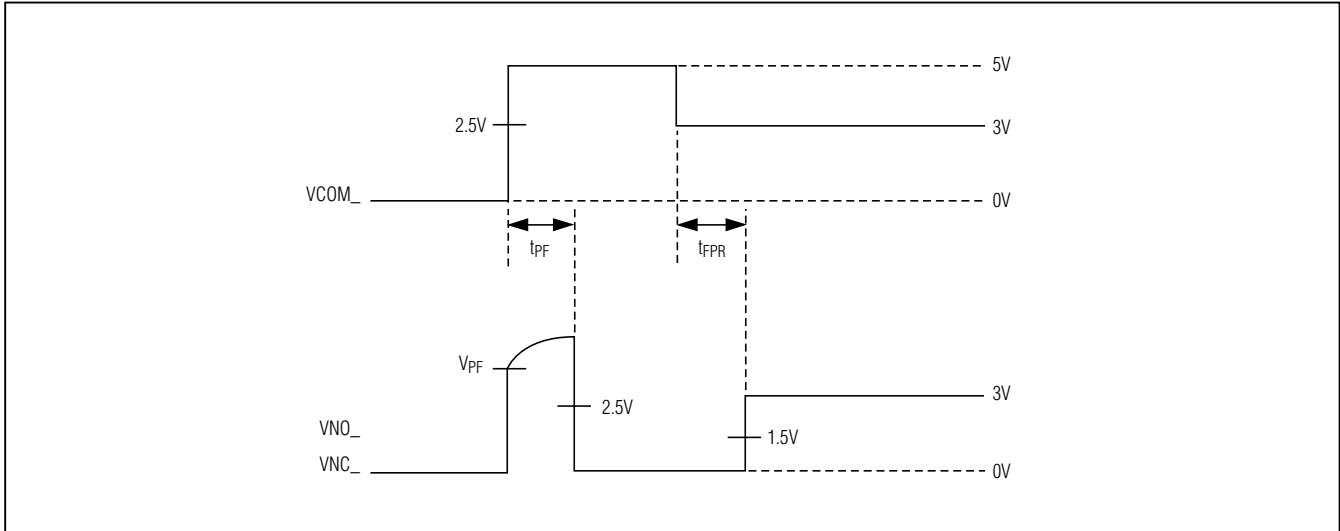 5V
2.5V
3V
VCOM_
0V
tPF
tFPR
VPF
3V
2.5V
VNO_
1.5V
VNC_
0V